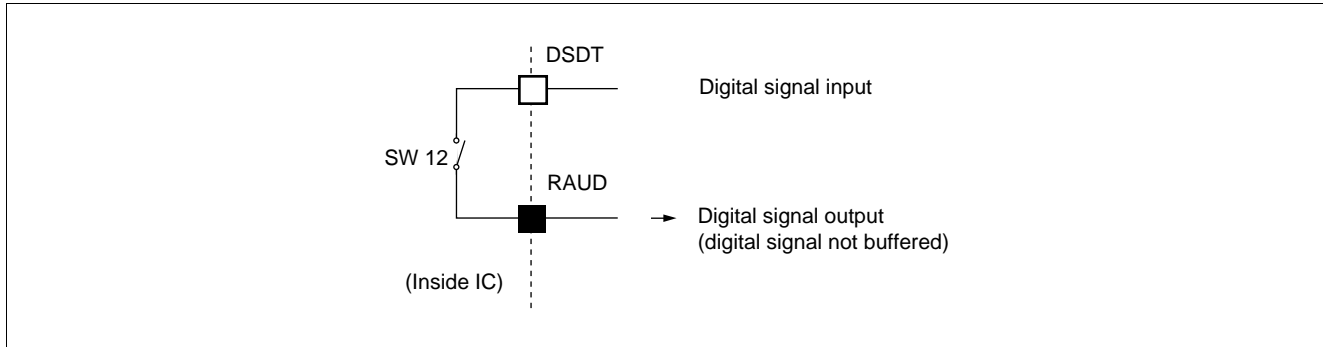 DSDT
Digital signal input
SW 12
RAUD
Digital signal output
(digital signal not buffered)
(Inside IC)